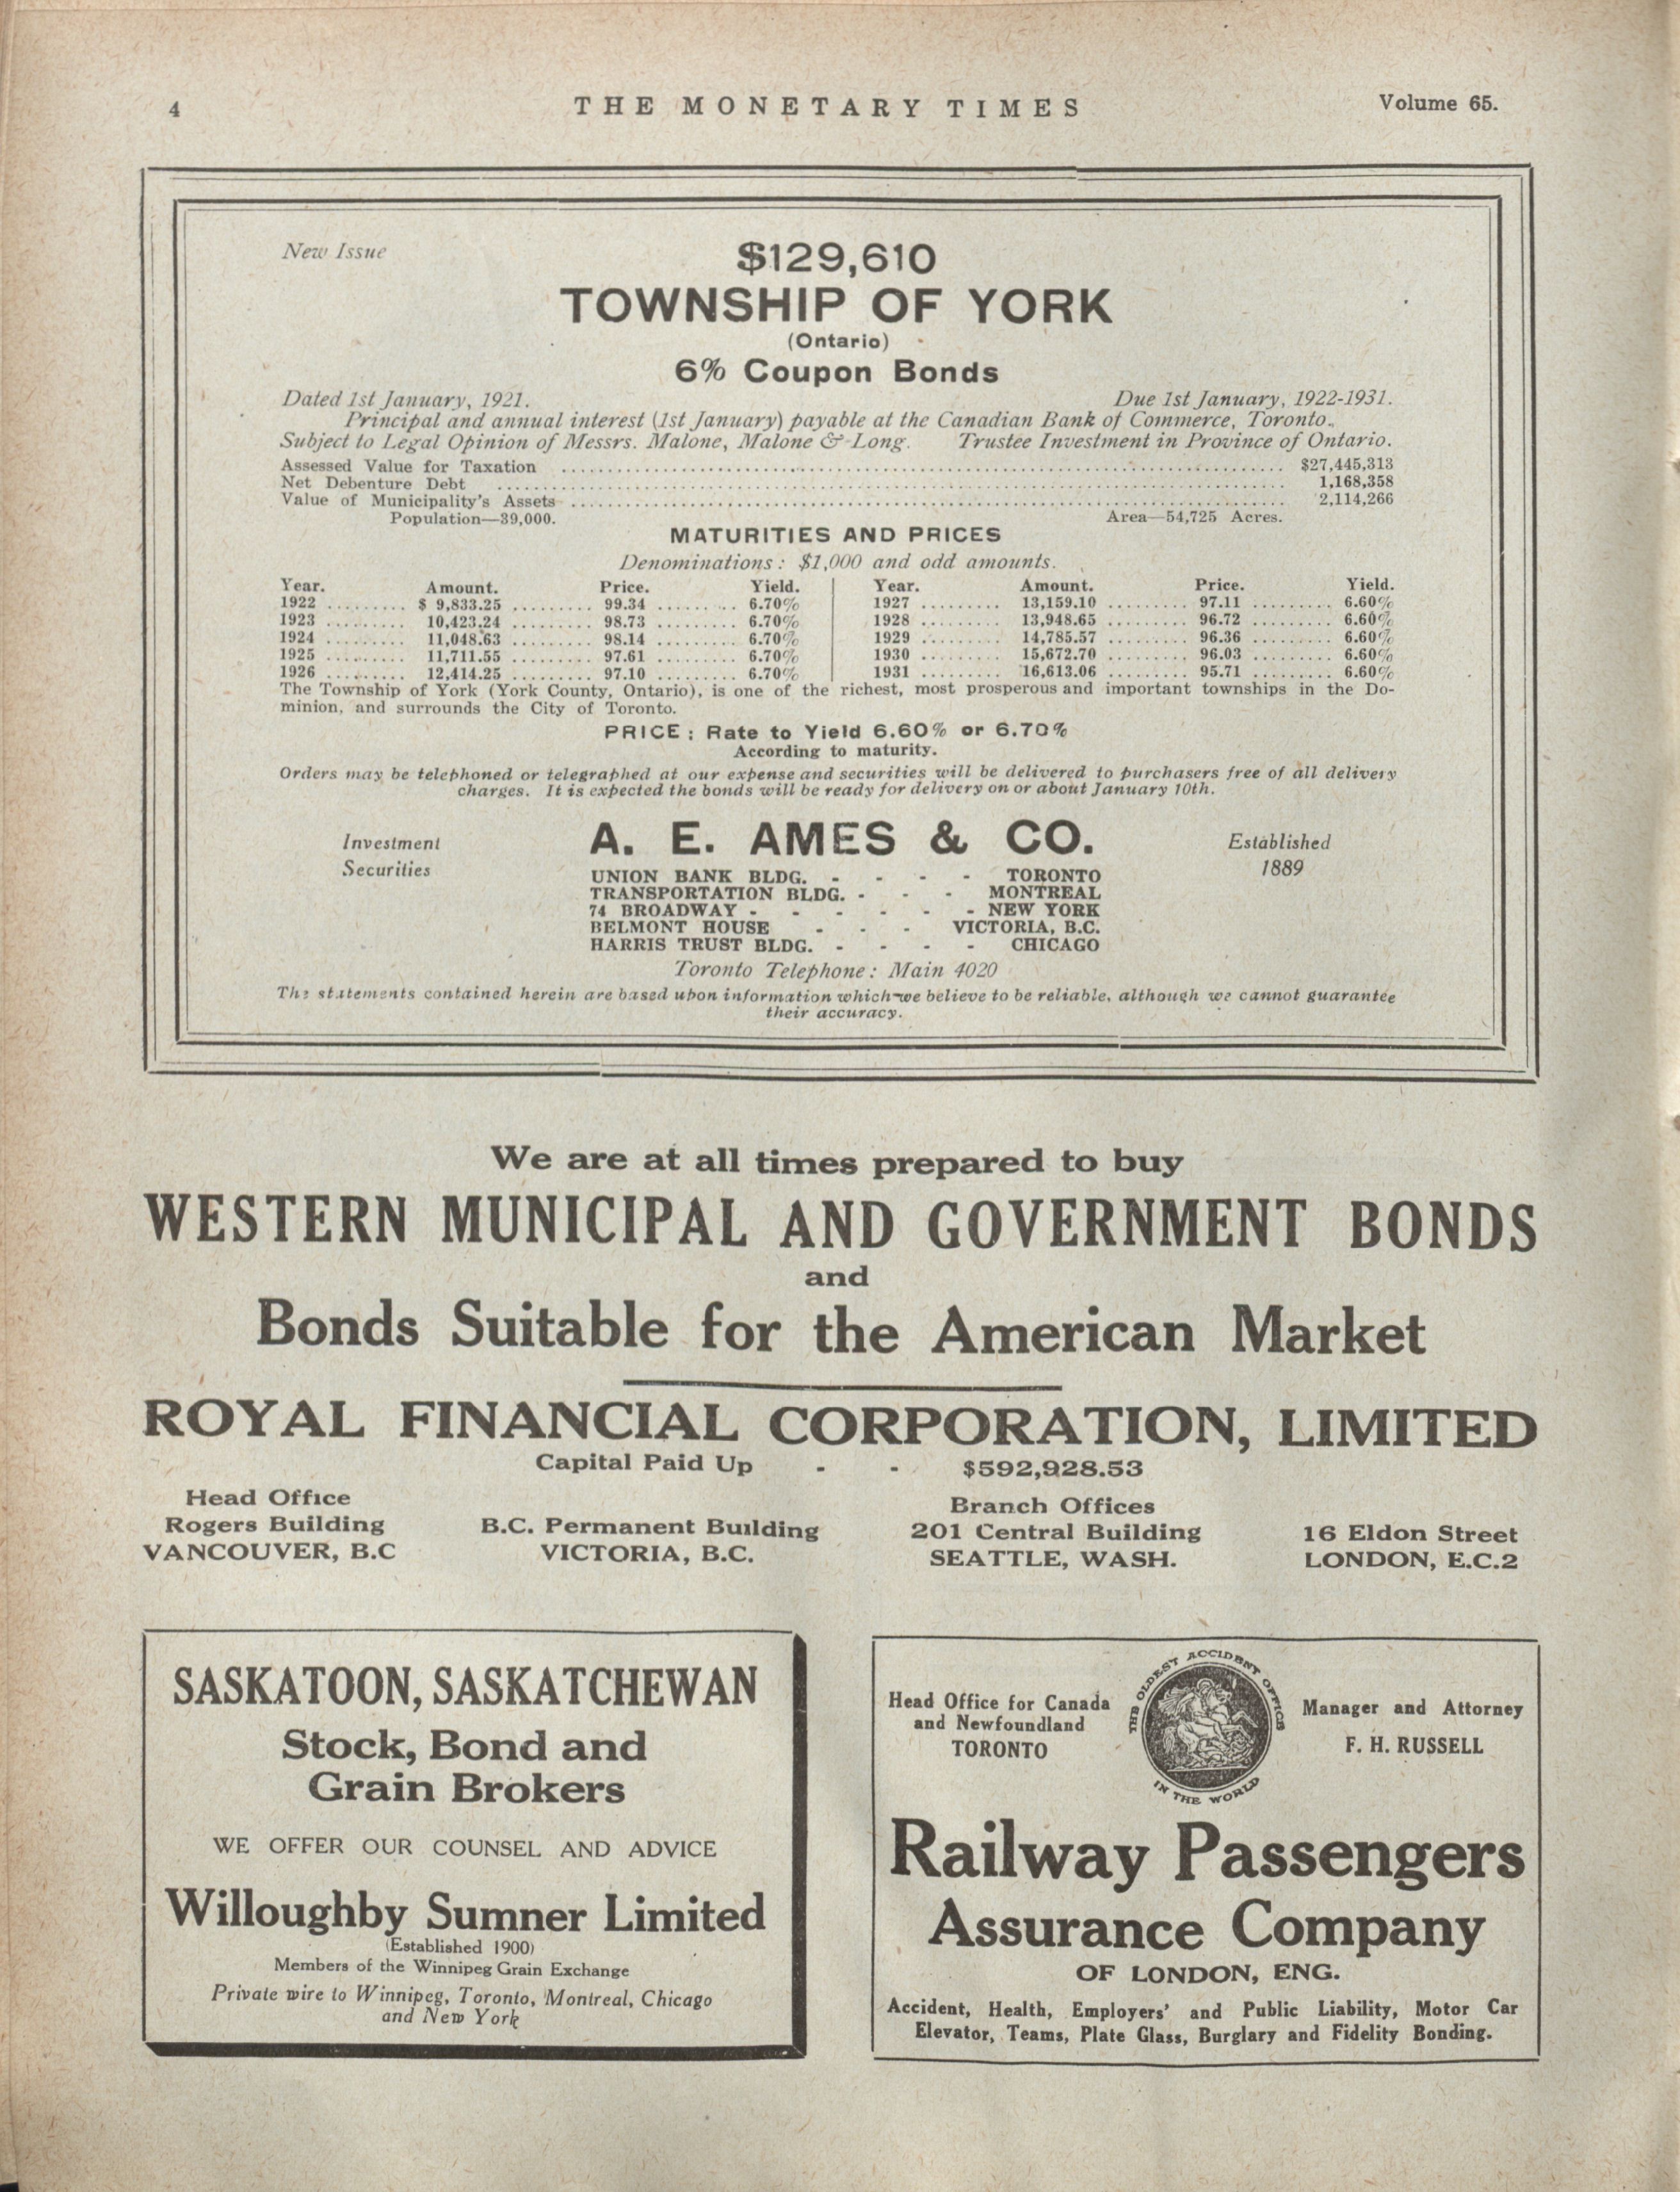 4
THE MONETARY TIMES
Volume 65.
New Issue
$129,610
TOWNSHIP OF YORK
(Ontario)
6% Coupon Bonds
Dated 1st January, 1921. Due 1st January, 1922-1931.
Principal and annual interest (1st January) payable at the Canadian Bank of Commerce, Toronto.
Subject to Legal Opinion of Messrs. Malone, Malone & Long. Trustee Investment in Province of Ontario.
Assessed Value for Taxation ........ $27,445,313
Net Debenture Debt ........ 1,168,358
Value of Municipality's Assets ........ 2,114,266
Population—39,000. Area—54,725 Acres.
MATURITIES AND PRICES
Denominations: $1,000 and odd amounts.
Year. Amount. Price. Yield. Year. Amount. Price. Yield.
1922 ......... $ 9,833.25 ......... 99.34 ......... 6.70% 1927 ......... 13,159.10 ......... 97.11 ......... 6.60%
1923 ......... 10,423.24 ......... 98.73 ......... 6.70% 1928 ......... 13,948.65 ......... 96.72 ......... 6.60%
1924 ......... 11,048.63 ......... 98.14 ......... 6.70% 1929 ......... 14,785.57 ......... 96.36 ......... 6.60%
1925 ......... 11,711.55 ......... 97.61 ......... 6.70% 1930 ......... 15,672.70 ......... 96.03 ......... 6.60%
1926 ......... 12,414.25 ......... 97.10 ......... 6.70% 1931 ......... 16,613.06 ......... 95.71 ......... 6.60%
The Township of York (York County, Ontario), is one of the richest, most prosperous and important townships in the Do-
minion, and surrounds the City of Toronto.
PRICE: Rate to Yield 6.60% or 6.70%
According to maturity.
Orders may be telephoned or telegraphed at our expense and securities will be delivered to purchasers free of all delivery
charges. It is expected the bonds will be ready for delivery on or about January 10th.
Investment
Securities
A. E. AMES & CO.
Established
1889
UNION BANK BLDG. - - - - TORONTO
TRANSPORTATION BLDG. - - - MONTREAL
74 BROADWAY - - - - - - NEW YORK
BELMONT HOUSE - - - VICTORIA, B.C.
HARRIS TRUST BLDG. - - - - CHICAGO
Toronto Telephone: Main 4020
The statements contained herein are based upon information which we believe to be reliable, although we cannot guarantee
their accuracy.
We are at all times prepared to buy
WESTERN MUNICIPAL AND GOVERNMENT BONDS
and
Bonds Suitable for the American Market
ROYAL FINANCIAL CORPORATION, LIMITED
Capital Paid Up - - $592,928.53
Head Office
Rogers Building
VANCOUVER, B.C
B.C. Permanent Building
VICTORIA, B.C.
Branch Offices
201 Central Building
SEATTLE, WASH.
16 Eldon Street
LONDON, E.C.2
SASKATOON, SASKATCHEWAN
Stock, Bond and
Grain Brokers
WE OFFER OUR COUNSEL AND ADVICE
Willoughby Sumner Limited
(Established 1900)
Members of the Winnipeg Grain Exchange
Private wire to Winnipeg, Toronto, Montreal, Chicago
and New York
Head Office for Canada
and Newfoundland
TORONTO
THE OLDEST ACCIDENT OFFICE
IN THE WORLD
Manager and Attorney
F. H. RUSSELL
Railway Passengers
Assurance Company
OF LONDON, ENG.
Accident, Health, Employers' and Public Liability, Motor Car
Elevator, Teams, Plate Glass, Burglary and Fidelity Bonding.